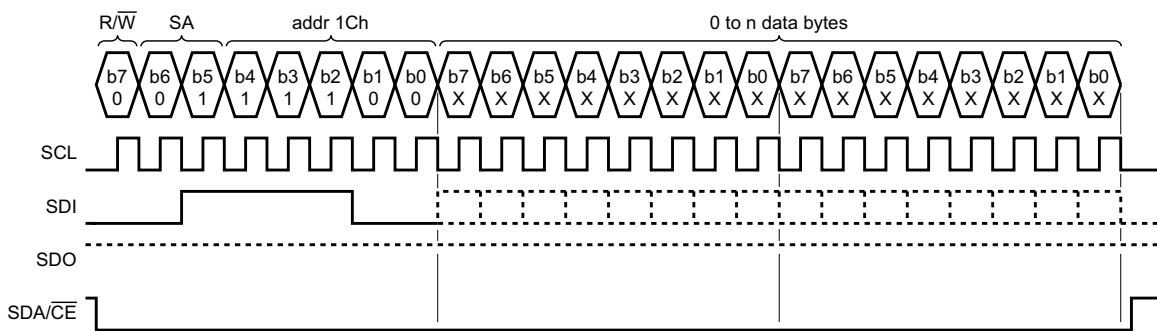 R/W SA addr 1Ch 0 to n data bytes
b7 b6 b5 b4 b3 b2 b1 b0 b7 b6 b5 b4 b3 b2 b1 b0 b7 b6 b5 b4 b3 b2 b1 b0
0 0 1 1 1 1 0 0 X X X X X X X X X X X X X X X X
SCL
SDI
SDO
SDA/CE